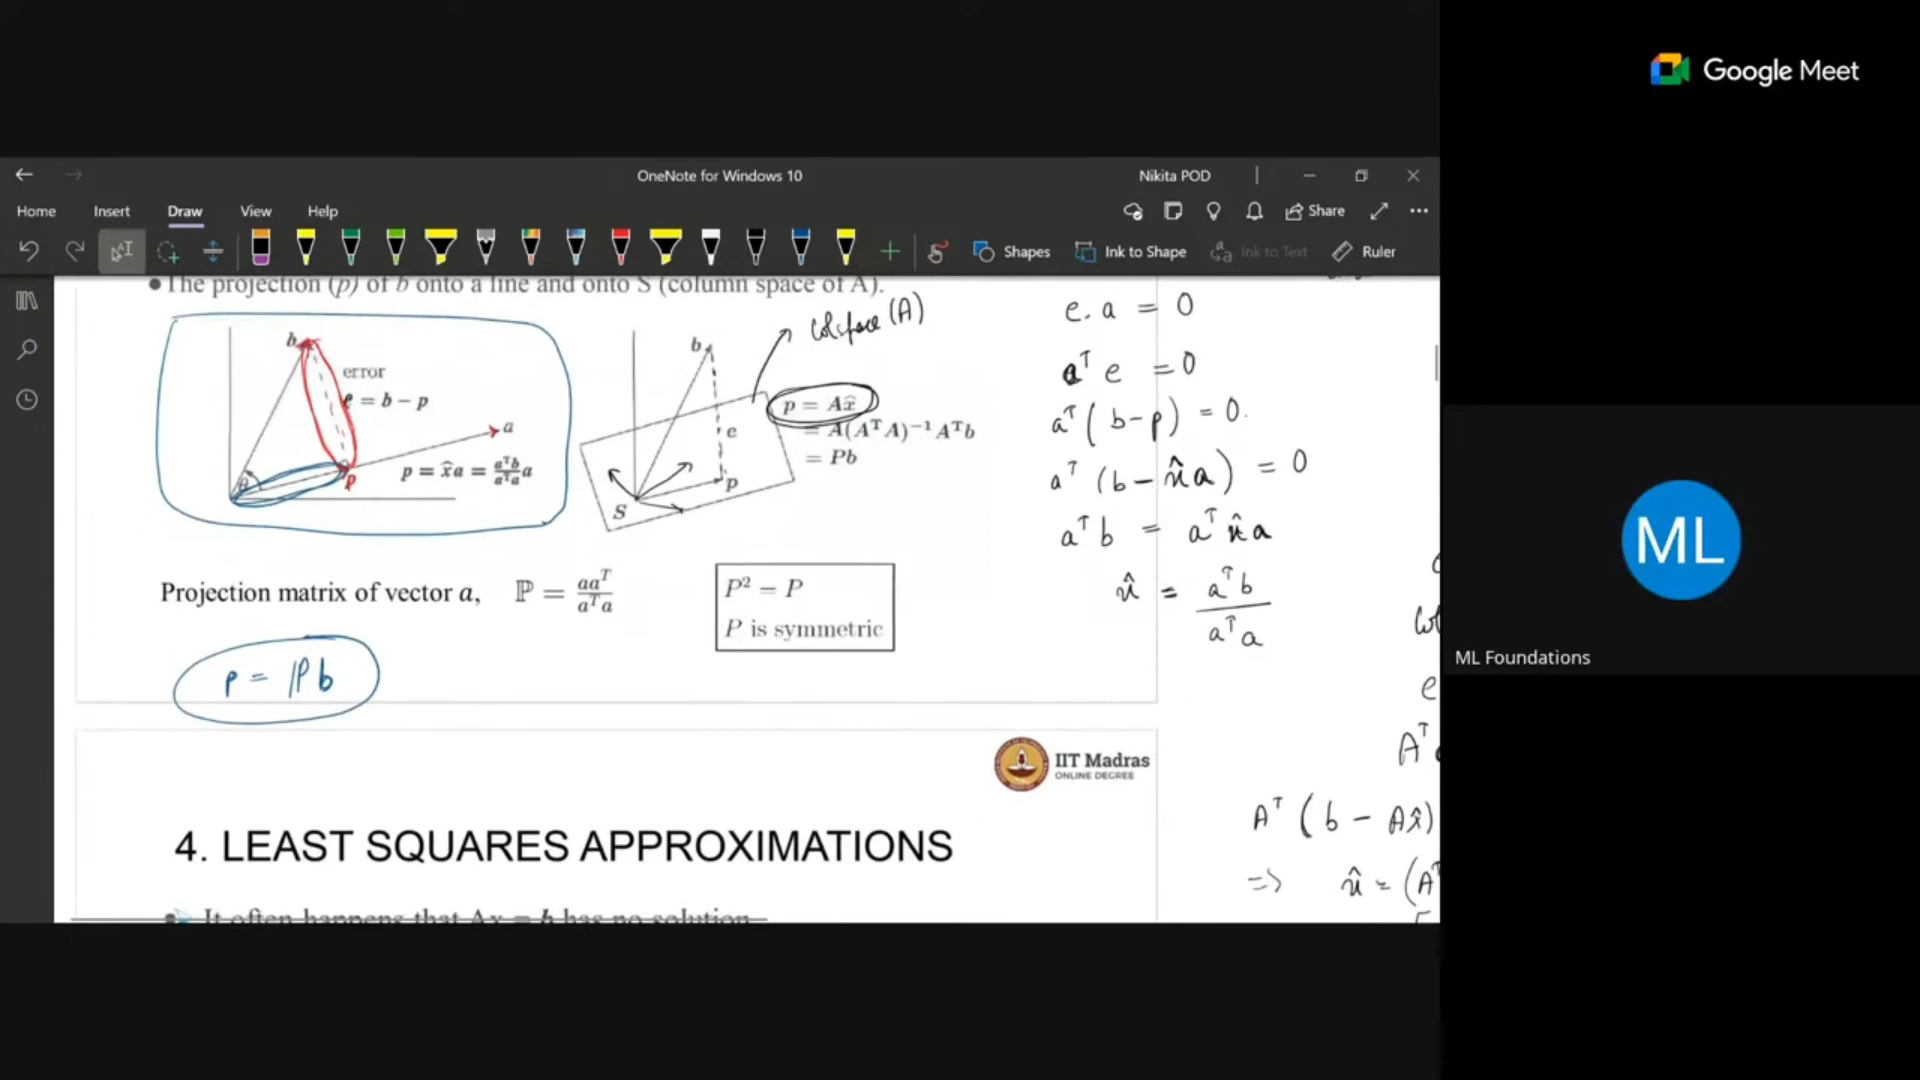 Google Meet
OneNote for Windows 10
Nikita POD
Home Insert Draw View Help
Share
Shapes Ink to Shape Ink to Text Ruler
●The projection (p) of b onto a line and onto S (column space of A).
b
error
e = b − p
a
p = x̂a = aᵀb/aᵀa a
θ
p
Colspace (A)
b
p = Ax̂
= A(AᵀA)⁻¹Aᵀb
= Pb
e
p
S
Projection matrix of vector a, ℙ = aaᵀ/aᵀa
P² = P
P is symmetric
p = ℙb
e. a = 0
aᵀ e = 0
aᵀ ( b-p ) = 0.
aᵀ (b - x̂a) = 0
aᵀ b = aᵀ x̂ a
x̂ = aᵀ b / aᵀ a
e
Aᵀ
Aᵀ ( b - Ax̂)
=> x̂ = (Aᵀ
IIT Madras
ONLINE DEGREE
4. LEAST SQUARES APPROXIMATIONS
It often happens that Ax = b has no solution
ML
ML Foundations